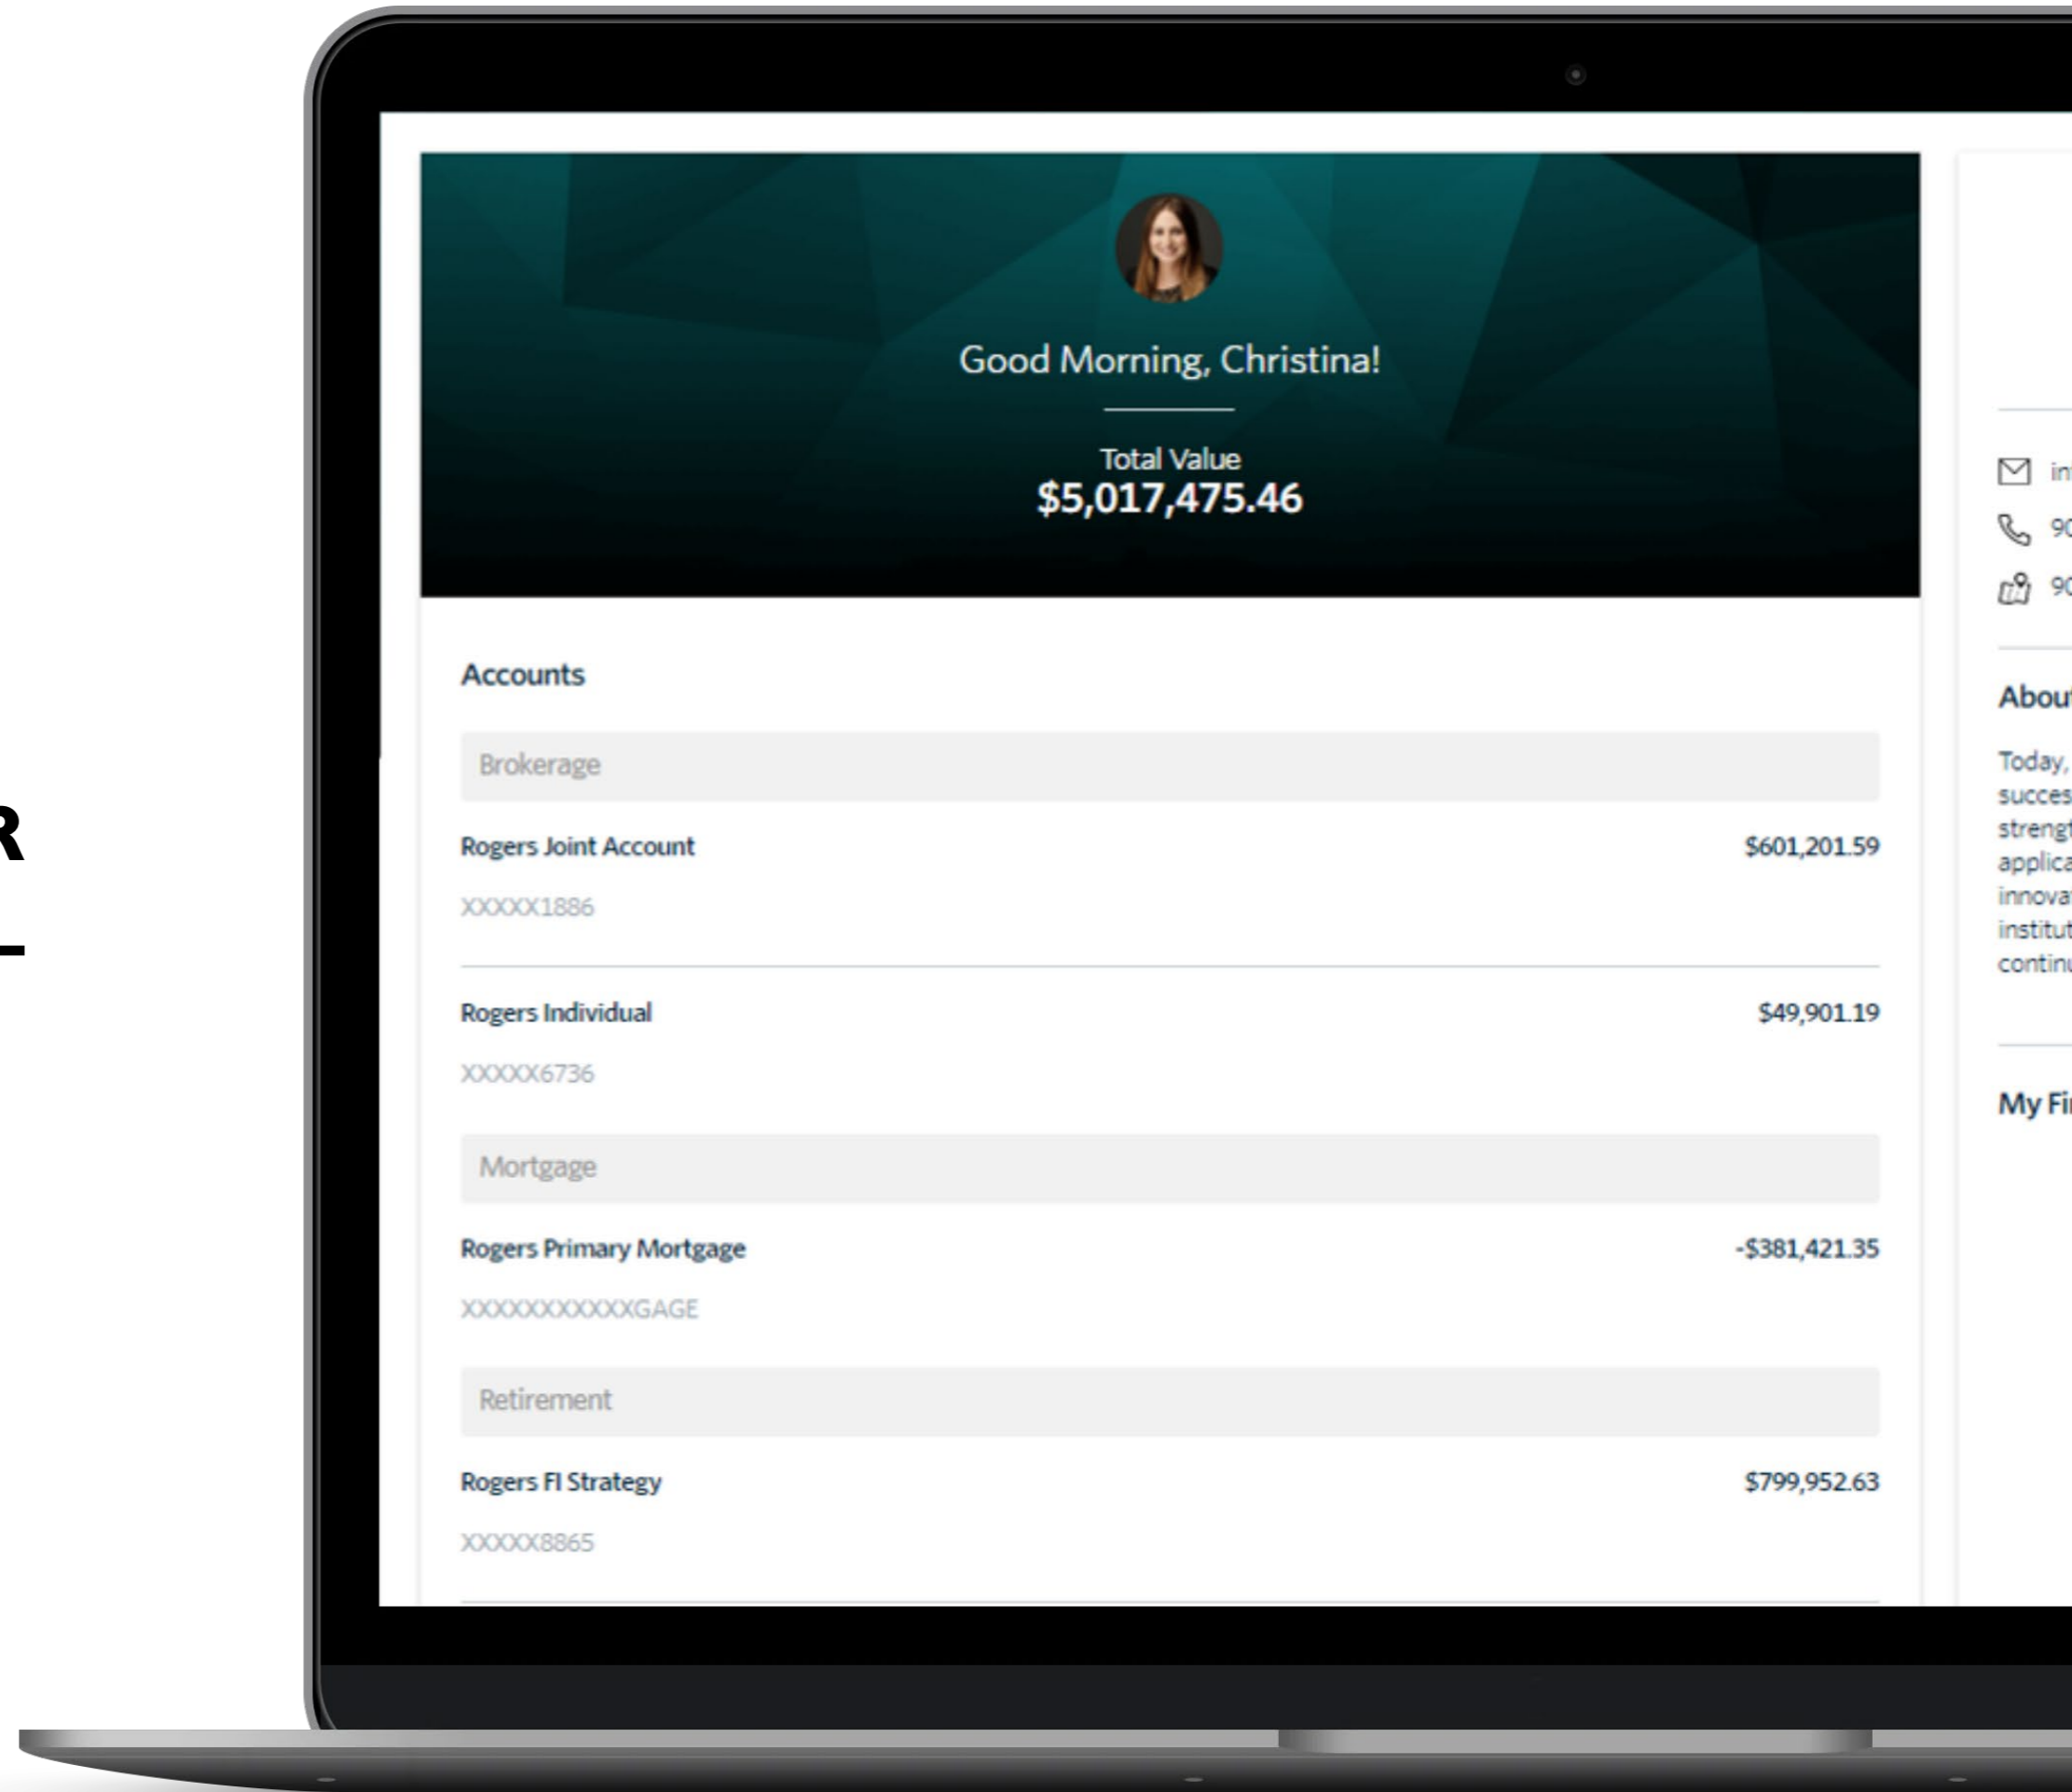 R
Good Morning, Christina!
Total Value
$5,017,475.46
Accounts
Brokerage
Rogers Joint Account $601,201.59
XXXXX1886
Rogers Individual $49,901.19
XXXXX6736
Mortgage
Rogers Primary Mortgage -$381,421.35
XXXXXXXXXXXGAGE
Retirement
Rogers FI Strategy $799,952.63
XXXXX8865
90
90
Today,
My